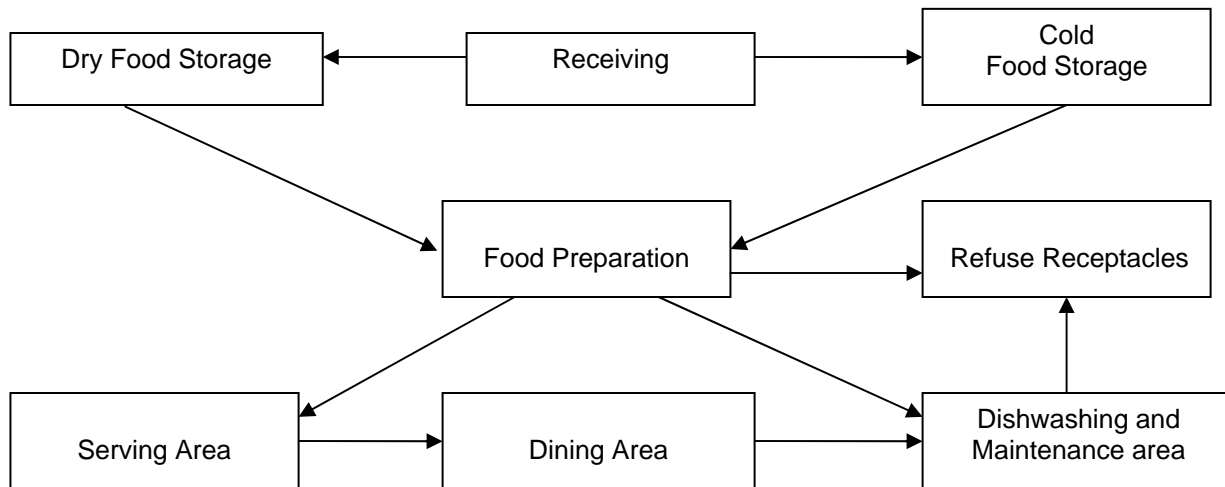 Dry Food Storage
Receiving
Cold
Food Storage
Food Preparation
Refuse Receptacles
Serving Area
Dining Area
Dishwashing and
Maintenance area